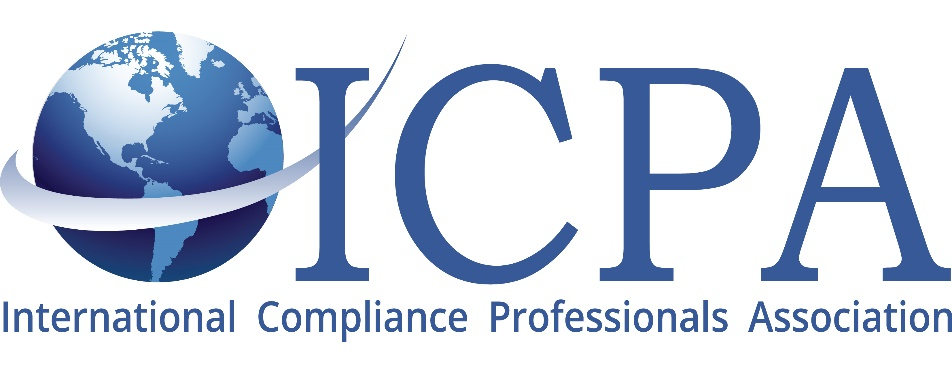 ICPA
International Compliance Professionals Association